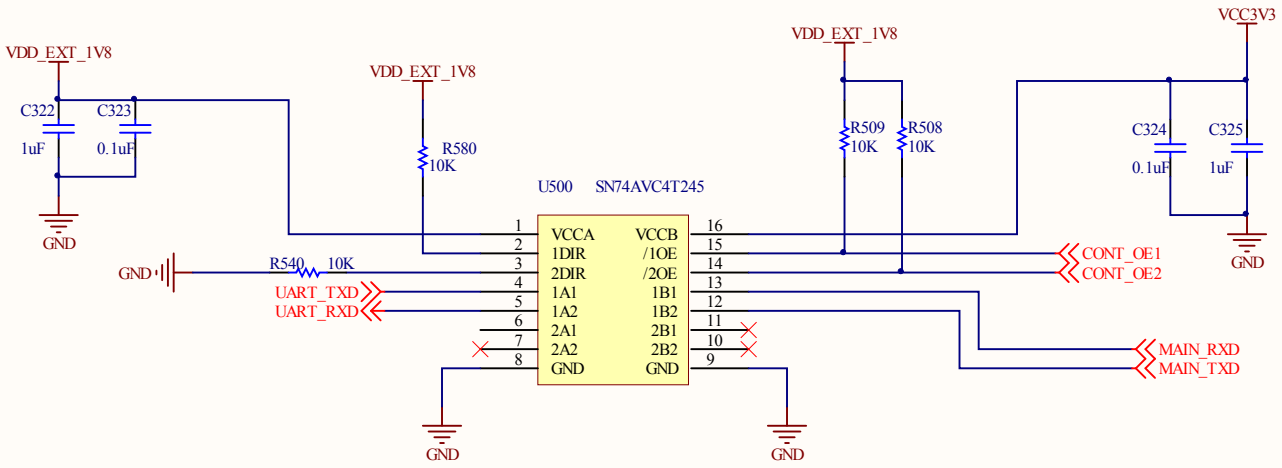 VCC3V3
VDD_EXT_1V8
VDD_EXT_1V8
VDD_EXT_1V8
C322
C323
1uF
0.1uF
GND
R580
10K
R509
10K
R508
10K
C324
C325
0.1uF
1uF
GND
U500 SN74AVC4T245
1 VCCA VCCB 16
2 1DIR /1OE 15 CONT_OE1
GND R540 10K 3 2DIR /2OE 14 CONT_OE2
UART_TXD 4 1A1 1B1 13
UART_RXD 5 1A2 1B2 12
6 2A1 2B1 11
7 2A2 2B2 10 MAIN_RXD
8 GND GND 9 MAIN_TXD
GND
GND